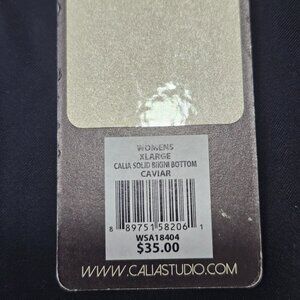 WOMENS
XLARGE
CALIA SOLID BIKINI BOTTOM
CAVIAR
8 89751 58206 1
WSA18404
$35.00
WWW.CALIASTUDIO.COM